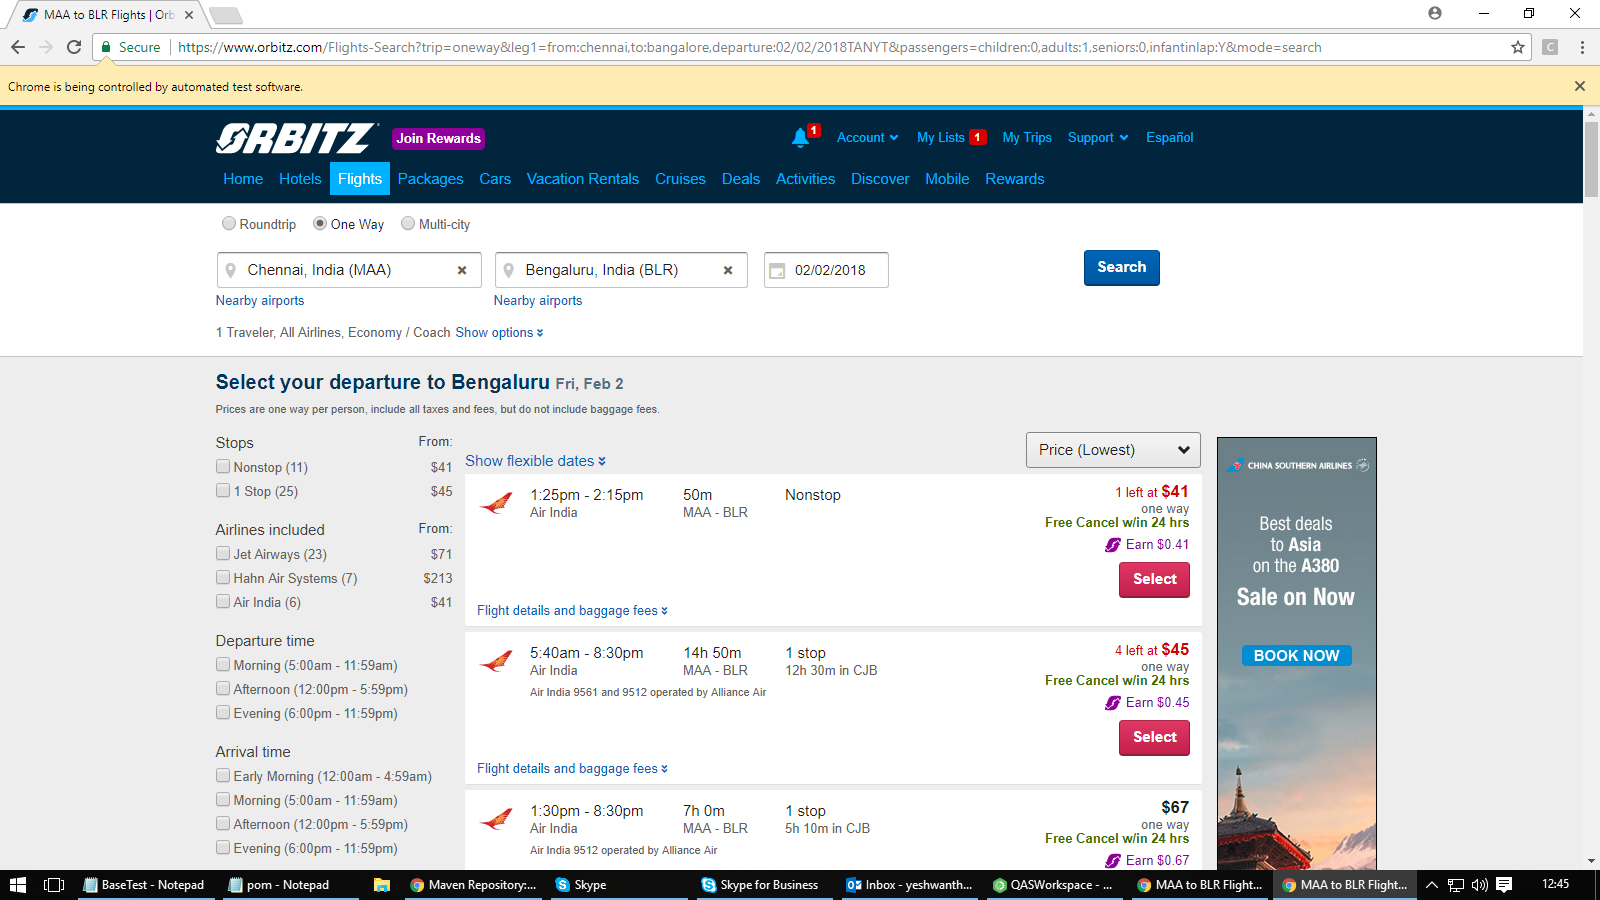 MAA to BLR Flights | Orb
Secure
https://www.orbitz.com/Flights-Search?trip=oneway&leg1=from:chennai,to:bangalore,departure:02/02/2018TANYT&passengers=children:0,adults:1,seniors:0,infantinlap:Y&mode=search
C
Chrome is being controlled by automated test software.
ORBITZ
Join Rewards
1
Account
My Lists 1
My Trips
Support
Español
Home
Hotels
Flights
Packages
Cars
Vacation Rentals
Cruises
Deals
Activities
Discover
Mobile
Rewards
Roundtrip
One Way
Multi-city
Chennai, India (MAA)
Bengaluru, India (BLR)
02/02/2018
Search
Nearby airports
Nearby airports
1 Traveler, All Airlines, Economy / Coach Show options
Select your departure to Bengaluru Fri, Feb 2
Prices are one way per person, include all taxes and fees, but do not include baggage fees.
Stops From:
Nonstop (11) $41
1 Stop (25) $45
Airlines included From:
Jet Airways (23) $71
Hahn Air Systems (7) $213
Air India (6) $41
Departure time
Morning (5:00am - 11:59am)
Afternoon (12:00pm - 5:59pm)
Evening (6:00pm - 11:59pm)
Arrival time
Early Morning (12:00am - 4:59am)
Morning (5:00am - 11:59am)
Afternoon (12:00pm - 5:59pm)
Evening (6:00pm - 11:59pm)
Show flexible dates
Price (Lowest)
1:25pm - 2:15pm 50m Nonstop 1 left at $41
Air India MAA - BLR one way
Free Cancel w/in 24 hrs
Earn $0.41
Select
Flight details and baggage fees
5:40am - 8:30pm 14h 50m 1 stop 4 left at $45
Air India MAA - BLR 12h 30m in CJB one way
Free Cancel w/in 24 hrs
Air India 9561 and 9512 operated by Alliance Air
Earn $0.45
Select
Flight details and baggage fees
1:30pm - 8:30pm 7h 0m 1 stop $67
Air India MAA - BLR 5h 10m in CJB one way
Free Cancel w/in 24 hrs
Air India 9512 operated by Alliance Air
Earn $0.67
CHINA SOUTHERN AIRLINES
Best deals
to Asia
on the A380
Sale on Now
BOOK NOW
BaseTest - Notepad
pom - Notepad
Maven Repository:...
Skype
Skype for Business
Inbox - yeshwanth...
QASWorkspace - ...
MAA to BLR Flight...
MAA to BLR Flight...
12:45